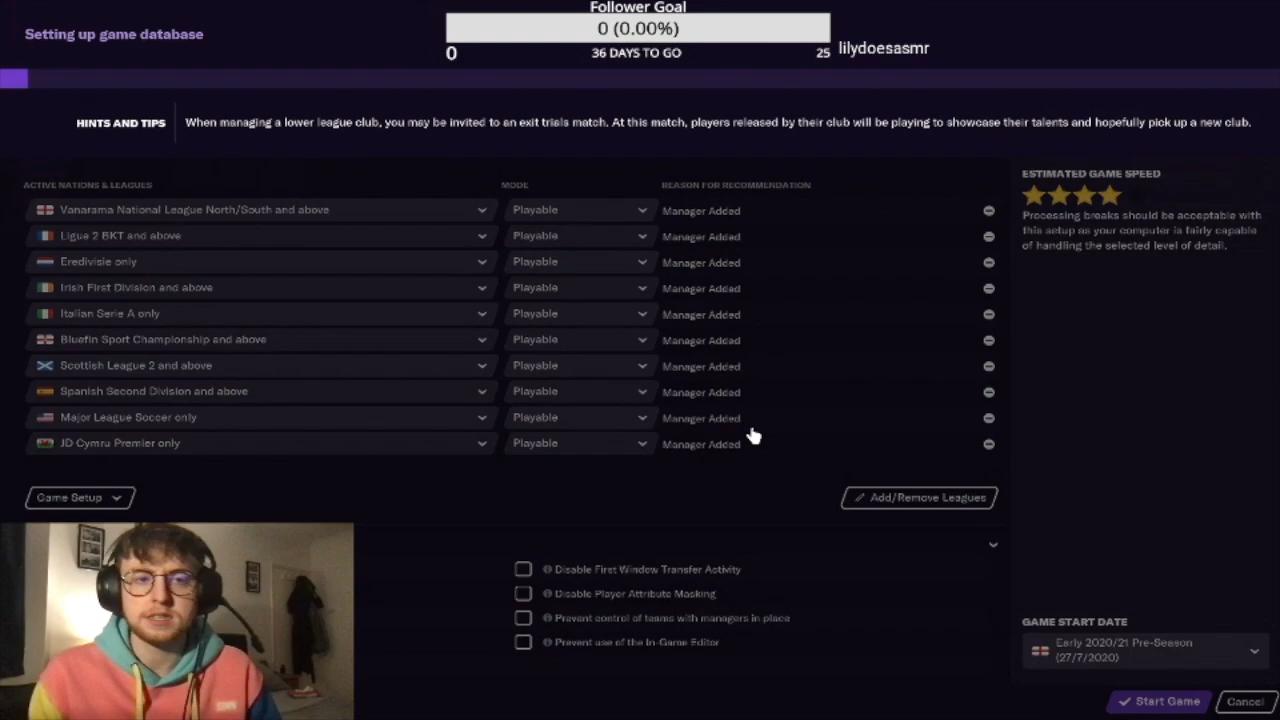 Follower Goal
Setting up game database
0 (0.00%)
0 36 DAYS TO GO 25 lilydoesasmr
HINTS AND TIPS When managing a lower league club, you may be invited to an exit trials match. At this match, players released by their club will be playing to showcase their talents and hopefully pick up a new club.
ACTIVE NATIONS & LEAGUES MODE REASON FOR RECOMMENDATION
Vanarama National League North/South and above Playable Manager Added
Ligue 2 BKT and above Playable Manager Added
Eredivisie only Playable Manager Added
Irish First Division and above Playable Manager Added
Italian Serie A only Playable Manager Added
Bluefin Sport Championship and above Playable Manager Added
Scottish League 2 and above Playable Manager Added
Spanish Second Division and above Playable Manager Added
Major League Soccer only Playable Manager Added
JD Cymru Premier only Playable Manager Added
ESTIMATED GAME SPEED
Processing breaks should be acceptable with
this setup as your computer is fairly capable
of handling the selected level of detail.
Game Setup Add/Remove Leagues
Disable First Window Transfer Activity
Disable Player Attribute Masking
Prevent control of teams with managers in place
Prevent use of the In-Game Editor
GAME START DATE
Early 2020/21 Pre-Season
(27/7/2020)
Start Game Cancel